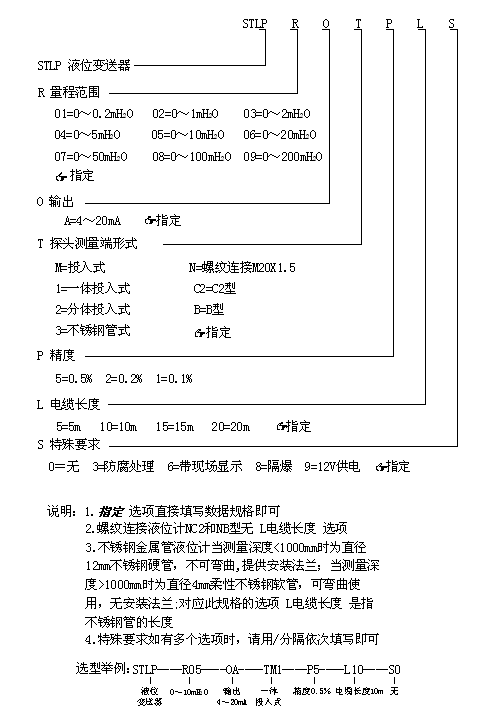 STLP R O T P L S
STLP 液位变送器
R 量程范围
01=0～0.2mH₂O 02=0～1mH₂O 03=0～2mH₂O
04=0～5mH₂O 05=0～10mH₂O 06=0～20mH₂O
07=0～50mH₂O 08=0～100mH₂O 09=0～200mH₂O
☞ 指定
O 输出
A=4～20mA ☞指定
T 探头测量端形式
M=投入式 N=螺纹连接M20X1.5
1=一体投入式 C2=C2型
2=分体投入式 B=B型
3=不锈钢管式 ☞指定
P 精度
5=0.5% 2=0.2% 1=0.1%
L 电缆长度
5=5m 10=10m 15=15m 20=20m ☞指定
S 特殊要求
0＝无 3=防腐处理 6=带现场显示 8=隔爆 9=12V供电 ☞指定
说明：1. 指定 选项直接填写数据规格即可
2.螺纹连接液位计NC2和NB型无 L电缆长度 选项
3.不锈钢金属管液位计当测量深度<1000mm时为直径
12mm不锈钢硬管，不可弯曲,提供安装法兰；当测量深
度>1000mm时为直径4mm柔性不锈钢软管，可弯曲使
用，无安装法兰;对应此规格的选项 L电缆长度 是指
不锈钢管的长度
4.特殊要求如有多个选项时，请用/分隔依次填写即可
选型举例：STLP——R05——OA——TM1——P5——L10——S0
液位 0～10mH₂O 输出 一体 精度0.5% 电缆长度10m 无
变送器 4～20mA 投入式